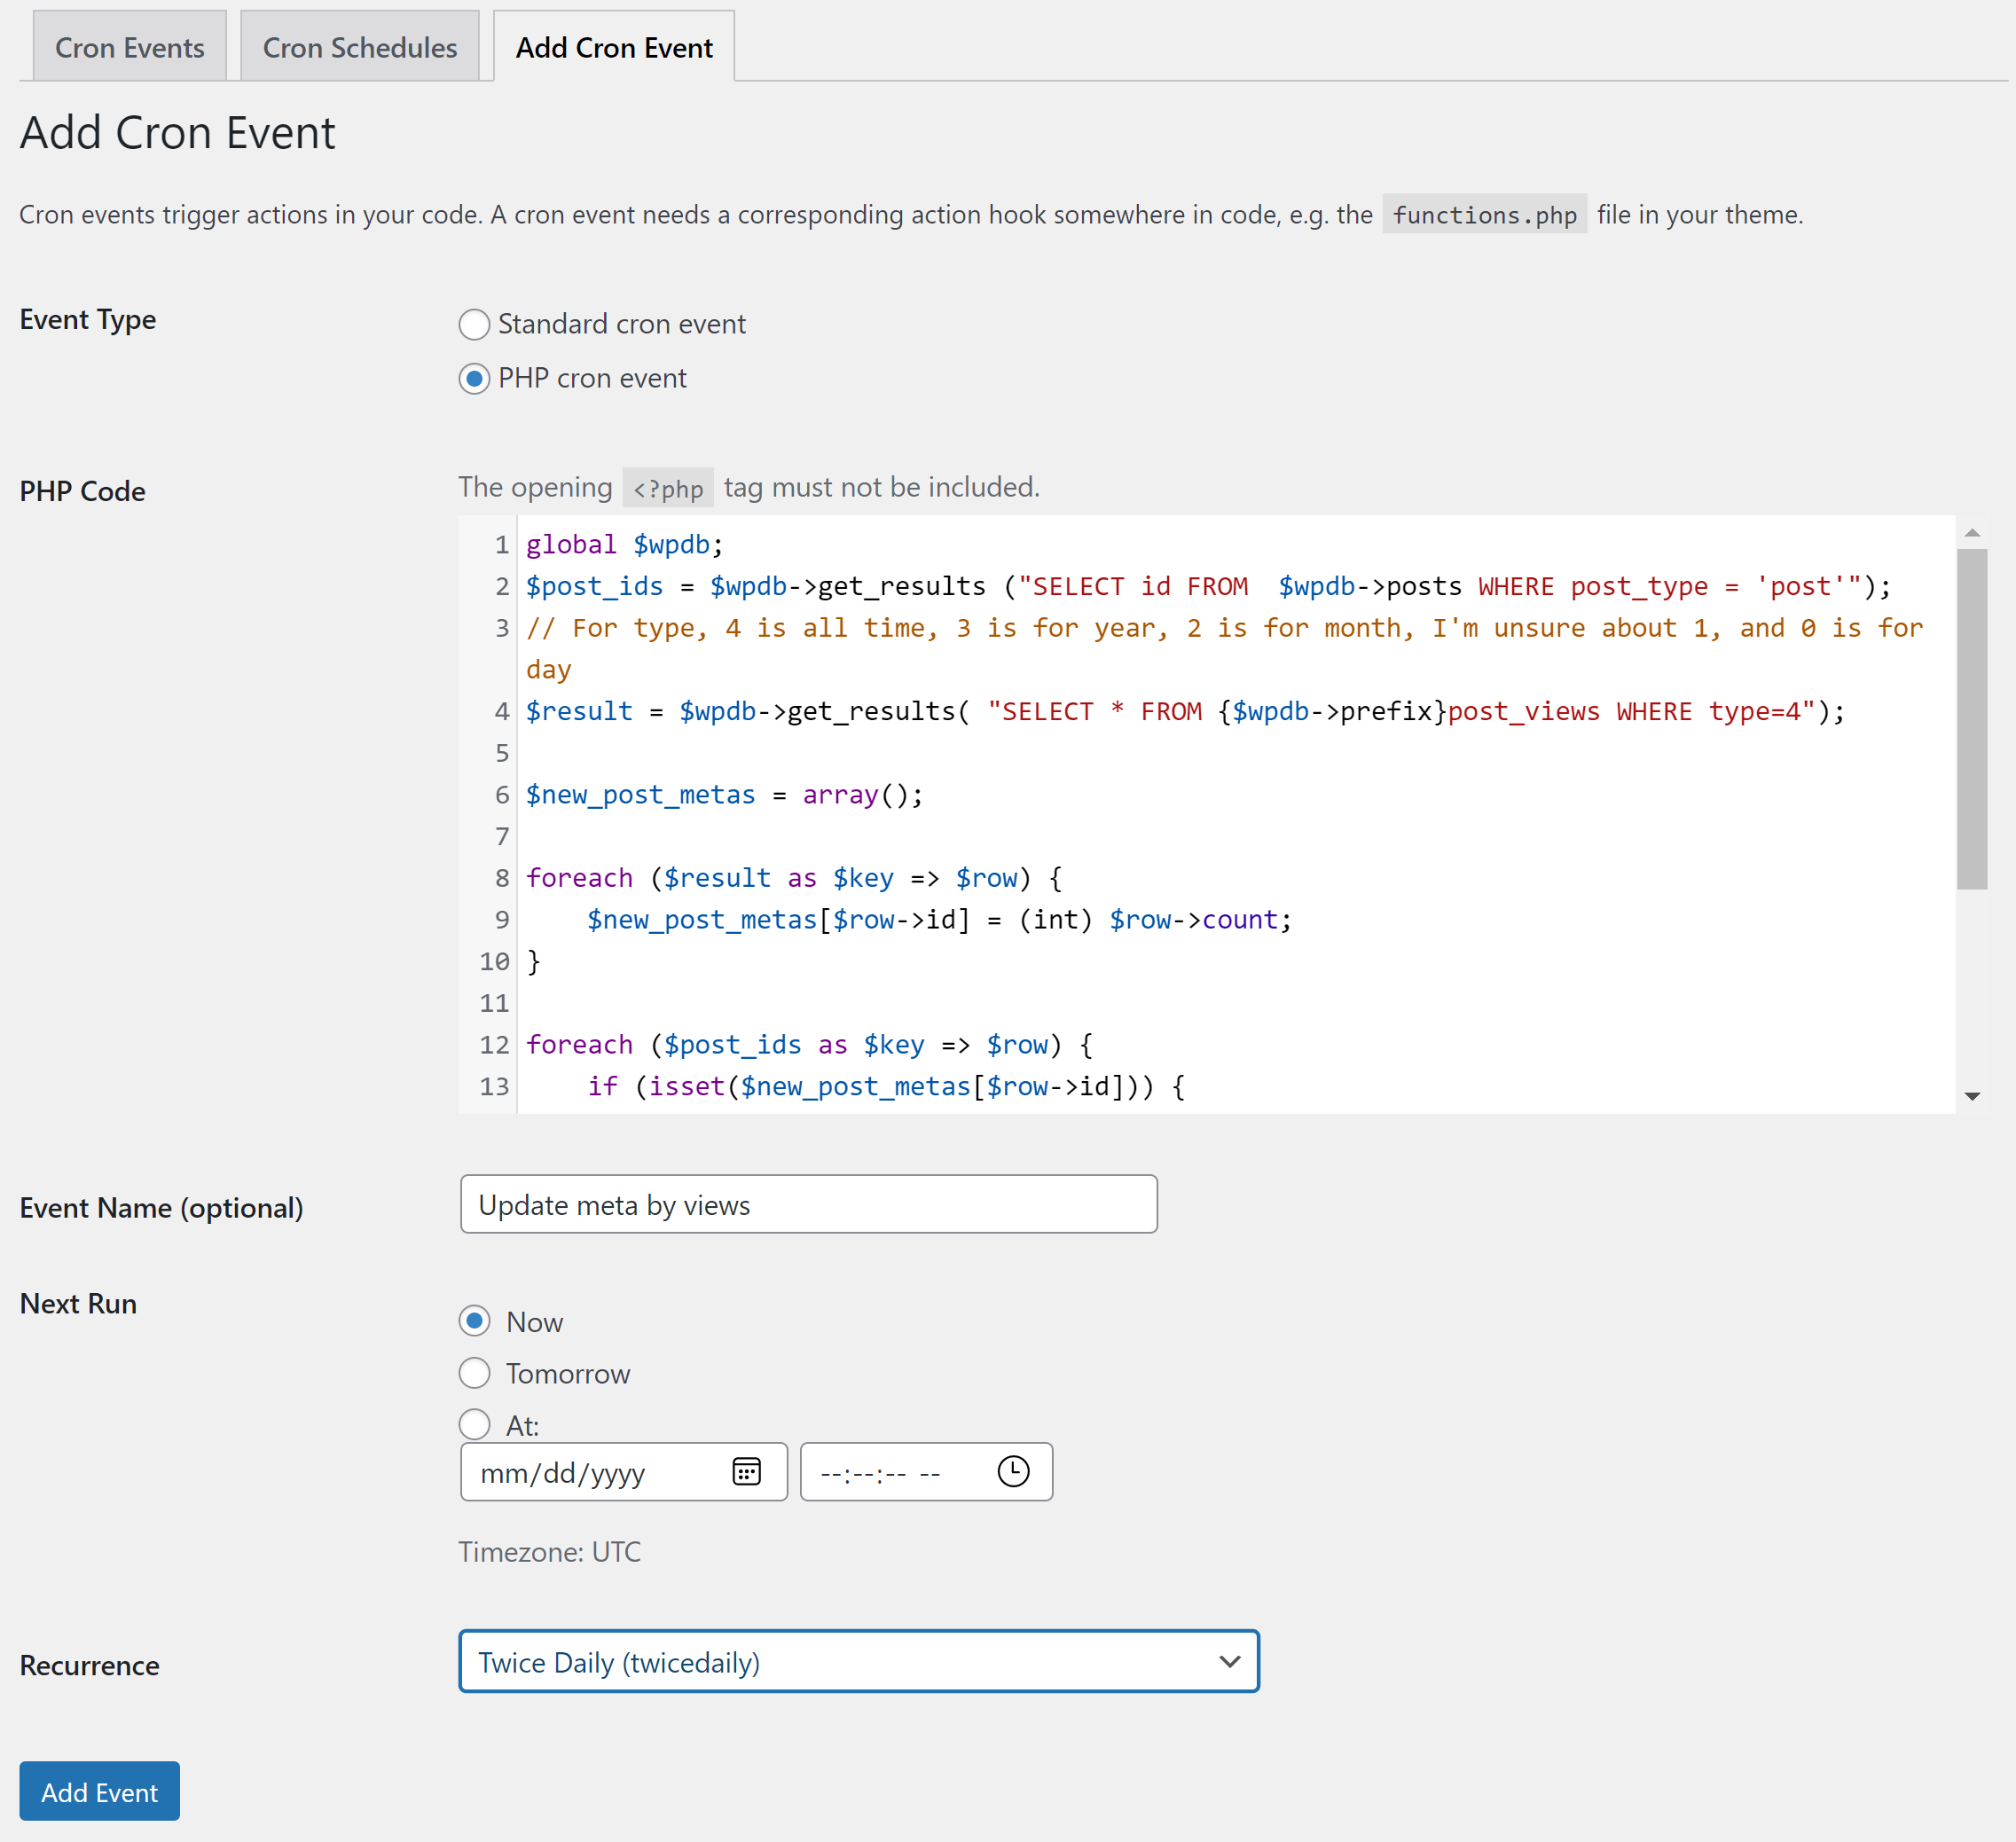 Cron Events Cron Schedules Add Cron Event
Add Cron Event
Cron events trigger actions in your code. A cron event needs a corresponding action hook somewhere in code, e.g. the functions.php file in your theme.
Event Type
Standard cron event
PHP cron event
PHP Code
The opening <?php tag must not be included.
1 global $wpdb;
2 $post_ids = $wpdb->get_results ("SELECT id FROM  $wpdb->posts WHERE post_type = 'post'");
3 // For type, 4 is all time, 3 is for year, 2 is for month, I'm unsure about 1, and 0 is for
day
4 $result = $wpdb->get_results( "SELECT * FROM {$wpdb->prefix}post_views WHERE type=4");
5
6 $new_post_metas = array();
7
8 foreach ($result as $key => $row) {
9     $new_post_metas[$row->id] = (int) $row->count;
10 }
11
12 foreach ($post_ids as $key => $row) {
13     if (isset($new_post_metas[$row->id])) {
Event Name (optional)
Update meta by views
Next Run
Now
Tomorrow
At:
mm/dd/yyyy --:--:-- --
Timezone: UTC
Recurrence
Twice Daily (twicedaily)
Add Event